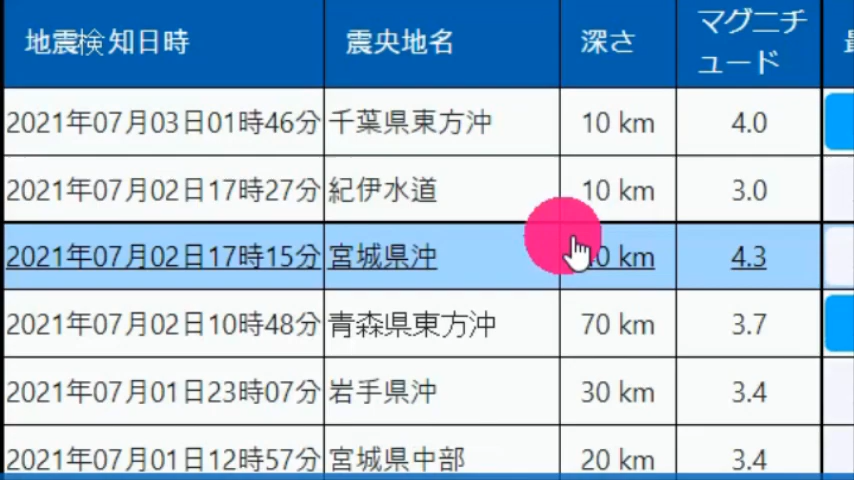 地震検知日時 震央地名 深さ マグニチュード
2021年07月03日01時46分 千葉県東方沖 10 km 4.0
2021年07月02日17時27分 紀伊水道 10 km 3.0
2021年07月02日17時15分 宮城県沖 km 4.3
2021年07月02日10時48分 青森県東方沖 70 km 3.7
2021年07月01日23時07分 岩手県沖 30 km 3.4
2021年07月01日12時57分 宮城県中部 20 km 3.4